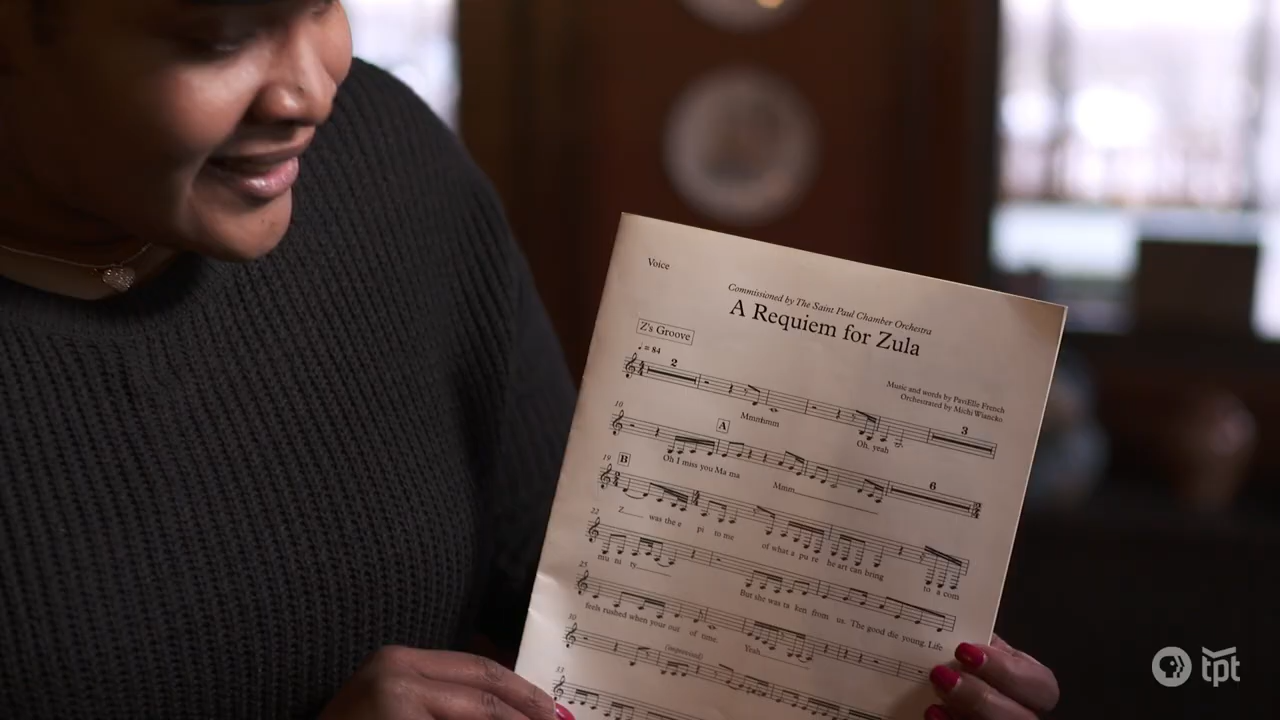 Voice
Commissioned by The Saint Paul Chamber Orchestra
A Requiem for Zula
Z's Groove
♩ = 84
Music and words by PaviElle French
Orchestrated by Michi Wiancko
2
3
Mmmhmm
Oh, yeah
10
A
6
Oh I miss you Ma ma
Mmm
19
B
Z was the e pi to me of what a pu re he art can bring to a com
22
mu ni ty
But she was ta ken from us. The good die young. Life
25
feels rushed when your out of time. Yeah
30
(improvised)
33
tpt